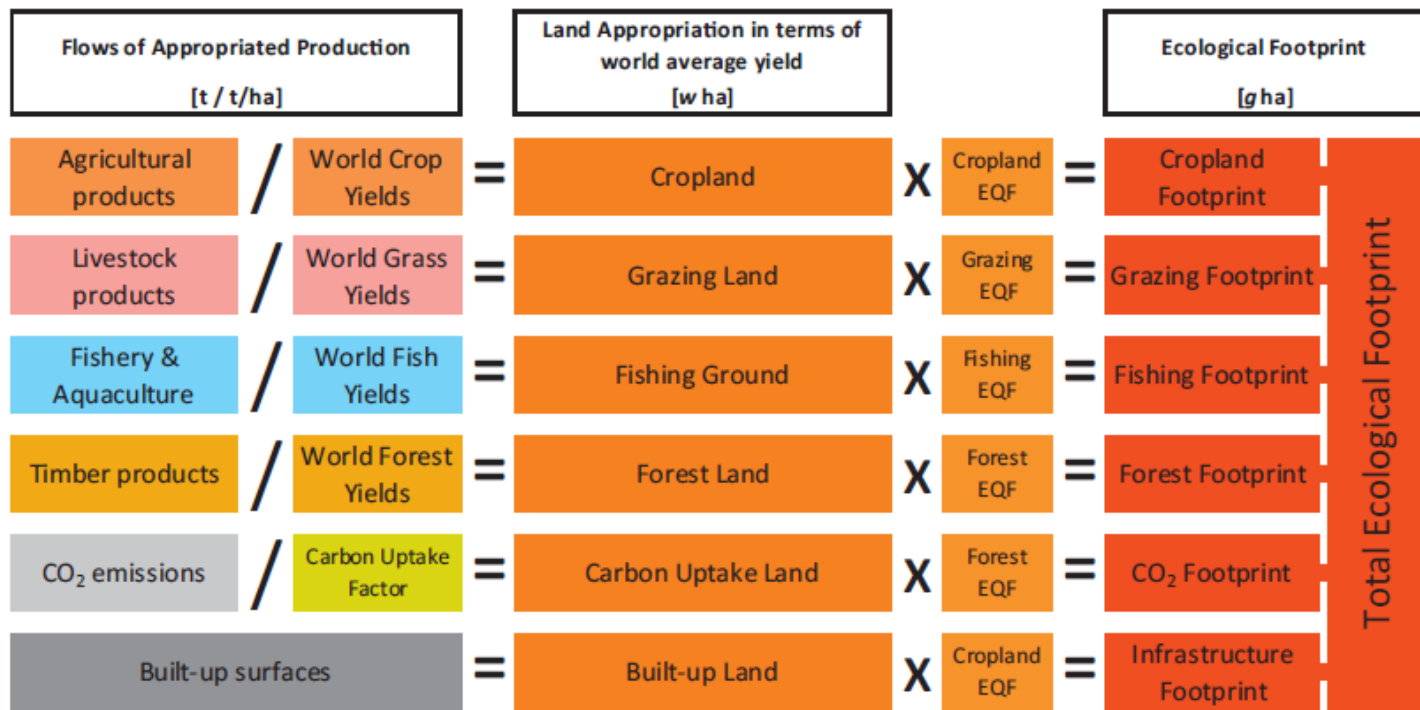 Flows of Appropriated Production
[t / t/ha]
Land Appropriation in terms of
world average yield
[w ha]
Ecological Footprint
[g ha]
Agricultural
products
/
World Crop
Yields
=
Cropland
X
Cropland
EQF
=
Cropland
Footprint
Livestock
products
/
World Grass
Yields
=
Grazing Land
X
Grazing
EQF
=
Grazing Footprint
Fishery &
Aquaculture
/
World Fish
Yields
=
Fishing Ground
X
Fishing
EQF
=
Fishing Footprint
Timber products
/
World Forest
Yields
=
Forest Land
X
Forest
EQF
=
Forest Footprint
CO₂ emissions
/
Carbon Uptake
Factor
=
Carbon Uptake Land
X
Forest
EQF
=
CO₂ Footprint
Built-up surfaces
=
Built-up Land
X
Cropland
EQF
=
Infrastructure
Footprint
Total Ecological Footprint